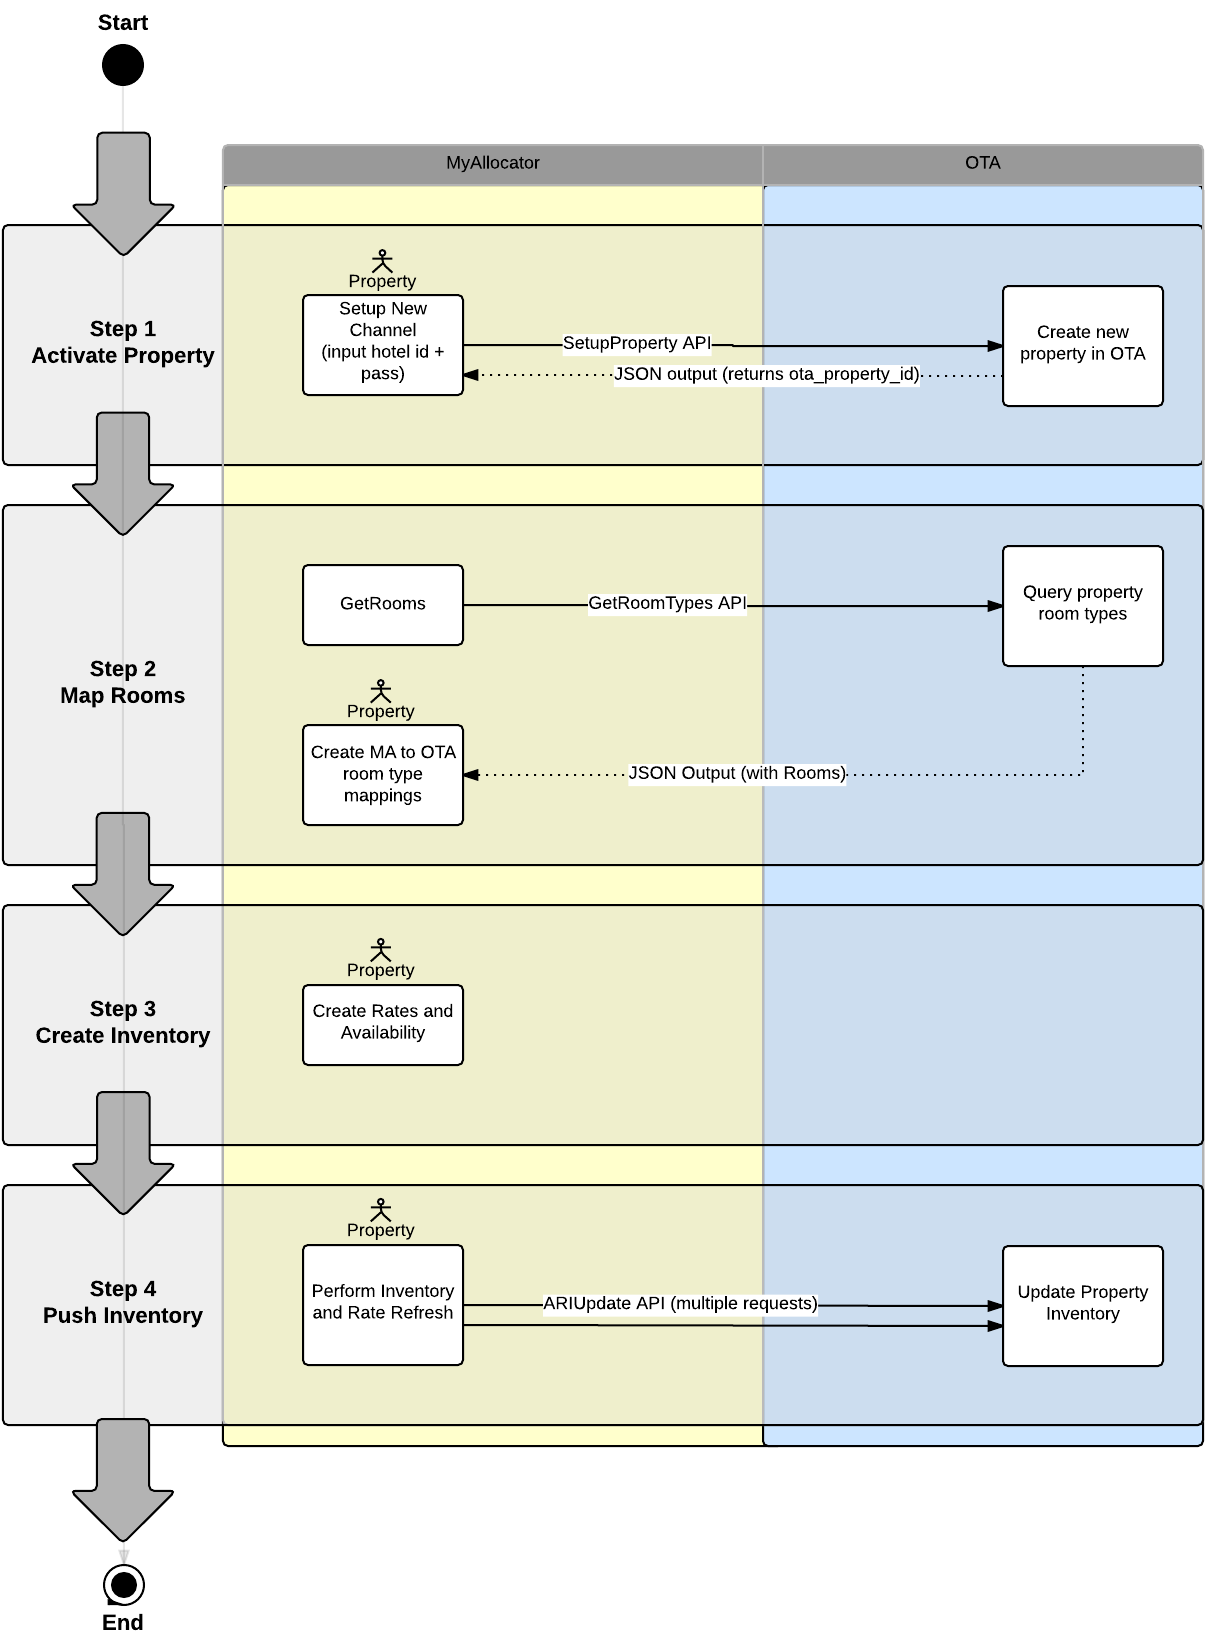 Start
MyAllocator
OTA
Step 1
Activate Property
Property
Setup New
Channel
(input hotel id +
pass)
SetupProperty API
JSON output (returns ota_property_id)
Create new
property in OTA
Step 2
Map Rooms
GetRooms
GetRoomTypes API
Query property
room types
Property
Create MA to OTA
room type
mappings
JSON Output (with Rooms)
Step 3
Create Inventory
Property
Create Rates and
Availability
Step 4
Push Inventory
Property
Perform Inventory
and Rate Refresh
ARIUpdate API (multiple requests)
Update Property
Inventory
End